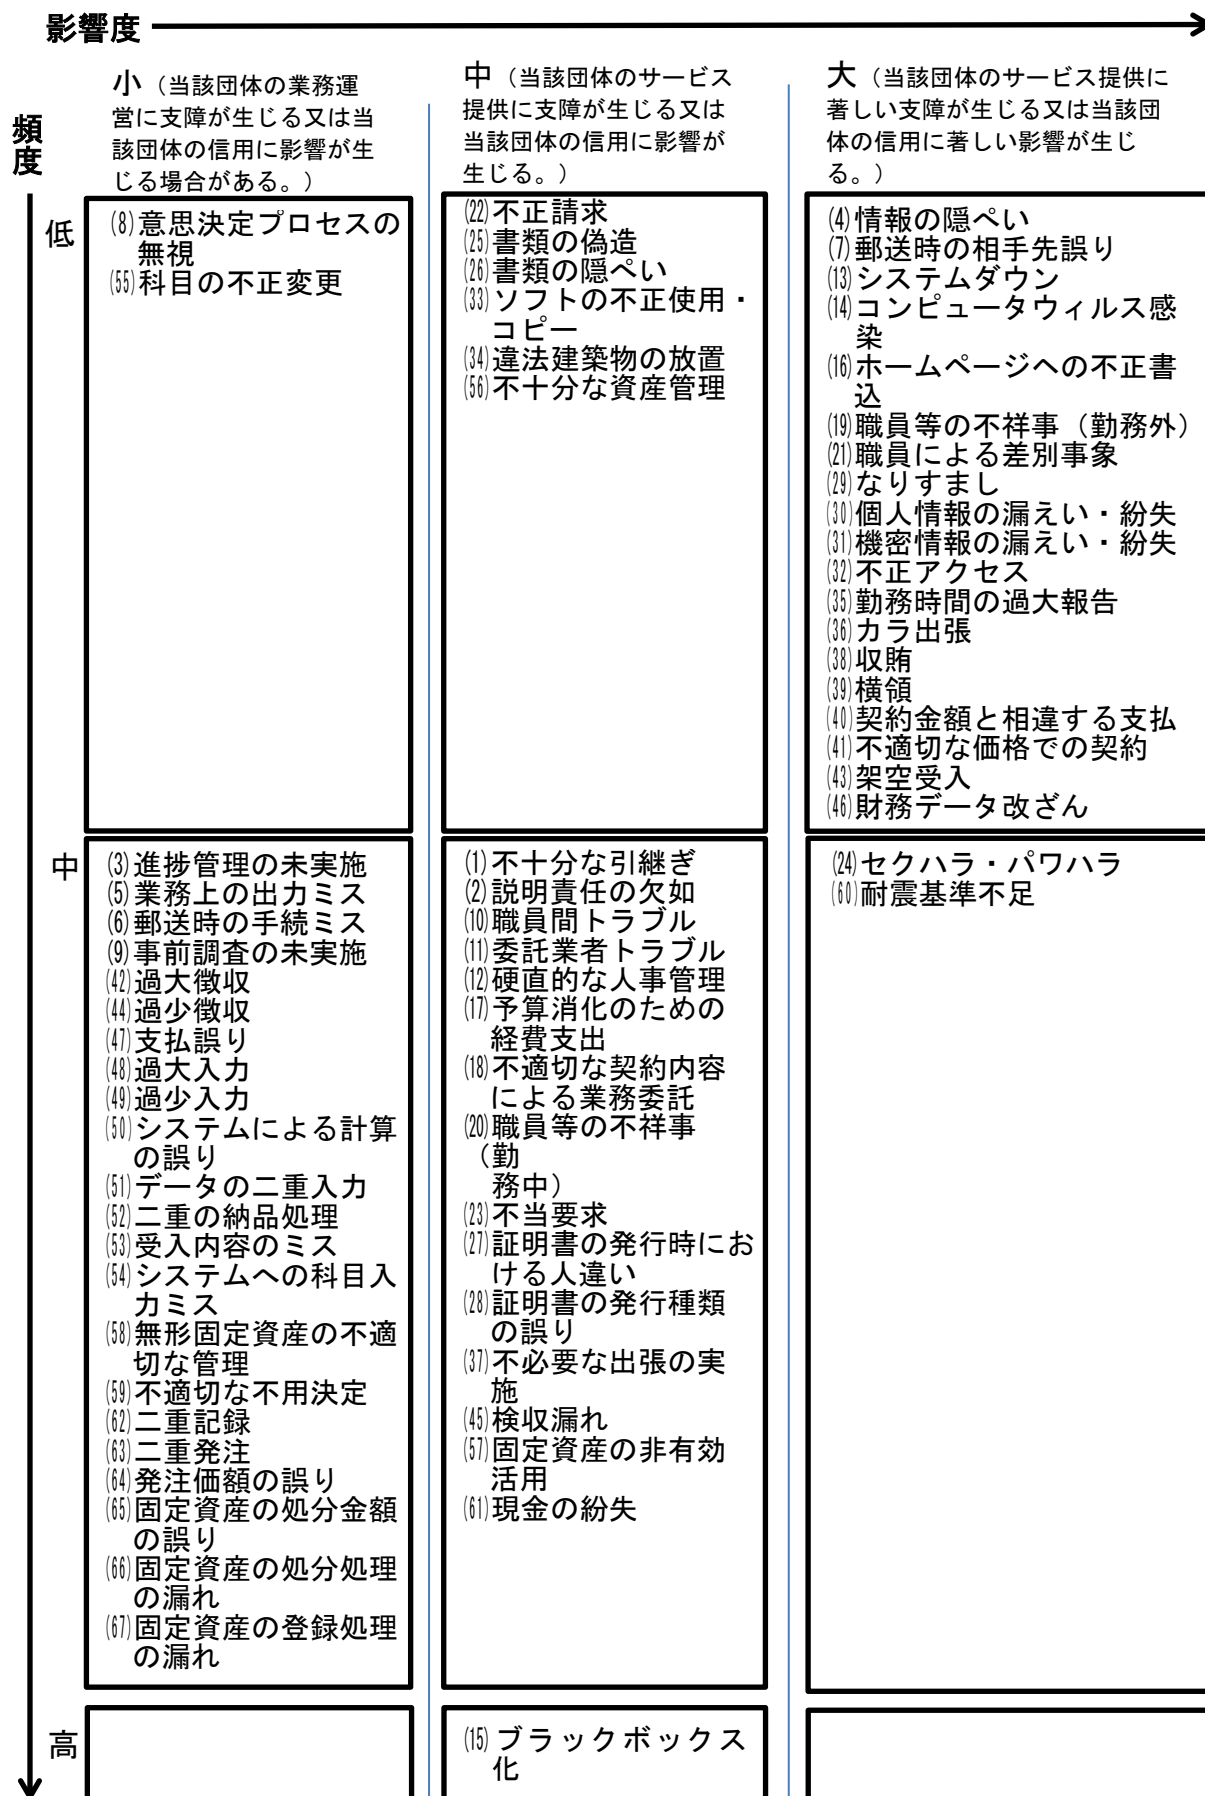 影響度
頻度
小（当該団体の業務運
営に支障が生じる又は当
該団体の信用に影響が生
じる場合がある。）
中（当該団体のサービス
提供に支障が生じる又は
当該団体の信用に影響が
生じる。）
大（当該団体のサービス提供に
著しい支障が生じる又は当該団
体の信用に著しい影響が生じ
る。）
低
⑻意思決定プロセスの
無視
(55)科目の不正変更
(22)不正請求
(25)書類の偽造
(26)書類の隠ぺい
(33)ソフトの不正使用・
コピー
(34)違法建築物の放置
(56)不十分な資産管理
⑷情報の隠ぺい
⑺郵送時の相手先誤り
⒀システムダウン
⒁コンピュータウィルス感
染
⒃ホームページへの不正書
込
⒆職員等の不祥事（勤務外）
(21)職員による差別事象
(29)なりすまし
(30)個人情報の漏えい・紛失
(31)機密情報の漏えい・紛失
(32)不正アクセス
(35)勤務時間の過大報告
(36)カラ出張
(38)収賄
(39)横領
(40)契約金額と相違する支払
(41)不適切な価格での契約
(43)架空受入
(46)財務データ改ざん
中
⑶進捗管理の未実施
⑸業務上の出力ミス
⑹郵送時の手続ミス
⑼事前調査の未実施
(42)過大徴収
(44)過少徴収
(47)支払誤り
(48)過大入力
(49)過少入力
(50)システムによる計算
の誤り
(51)データの二重入力
(52)二重の納品処理
(53)受入内容のミス
(54)システムへの科目入
力ミス
(58)無形固定資産の不適
切な管理
(59)不適切な不用決定
(62)二重記録
(63)二重発注
(64)発注価額の誤り
(65)固定資産の処分金額
の誤り
(66)固定資産の処分処理
の漏れ
(67)固定資産の登録処理
の漏れ
⑴不十分な引継ぎ
⑵説明責任の欠如
⑽職員間トラブル
⑾委託業者トラブル
⑿硬直的な人事管理
⒄予算消化のための
経費支出
⒅不適切な契約内容
による業務委託
⒇職員等の不祥事
（勤
務中）
(23)不当要求
(27)証明書の発行時にお
ける人違い
(28)証明書の発行種類
の誤り
(37)不必要な出張の実
施
(45)検収漏れ
(57)固定資産の非有効
活用
(61)現金の紛失
(24)セクハラ・パワハラ
(60)耐震基準不足
高
⒂ブラックボックス
化